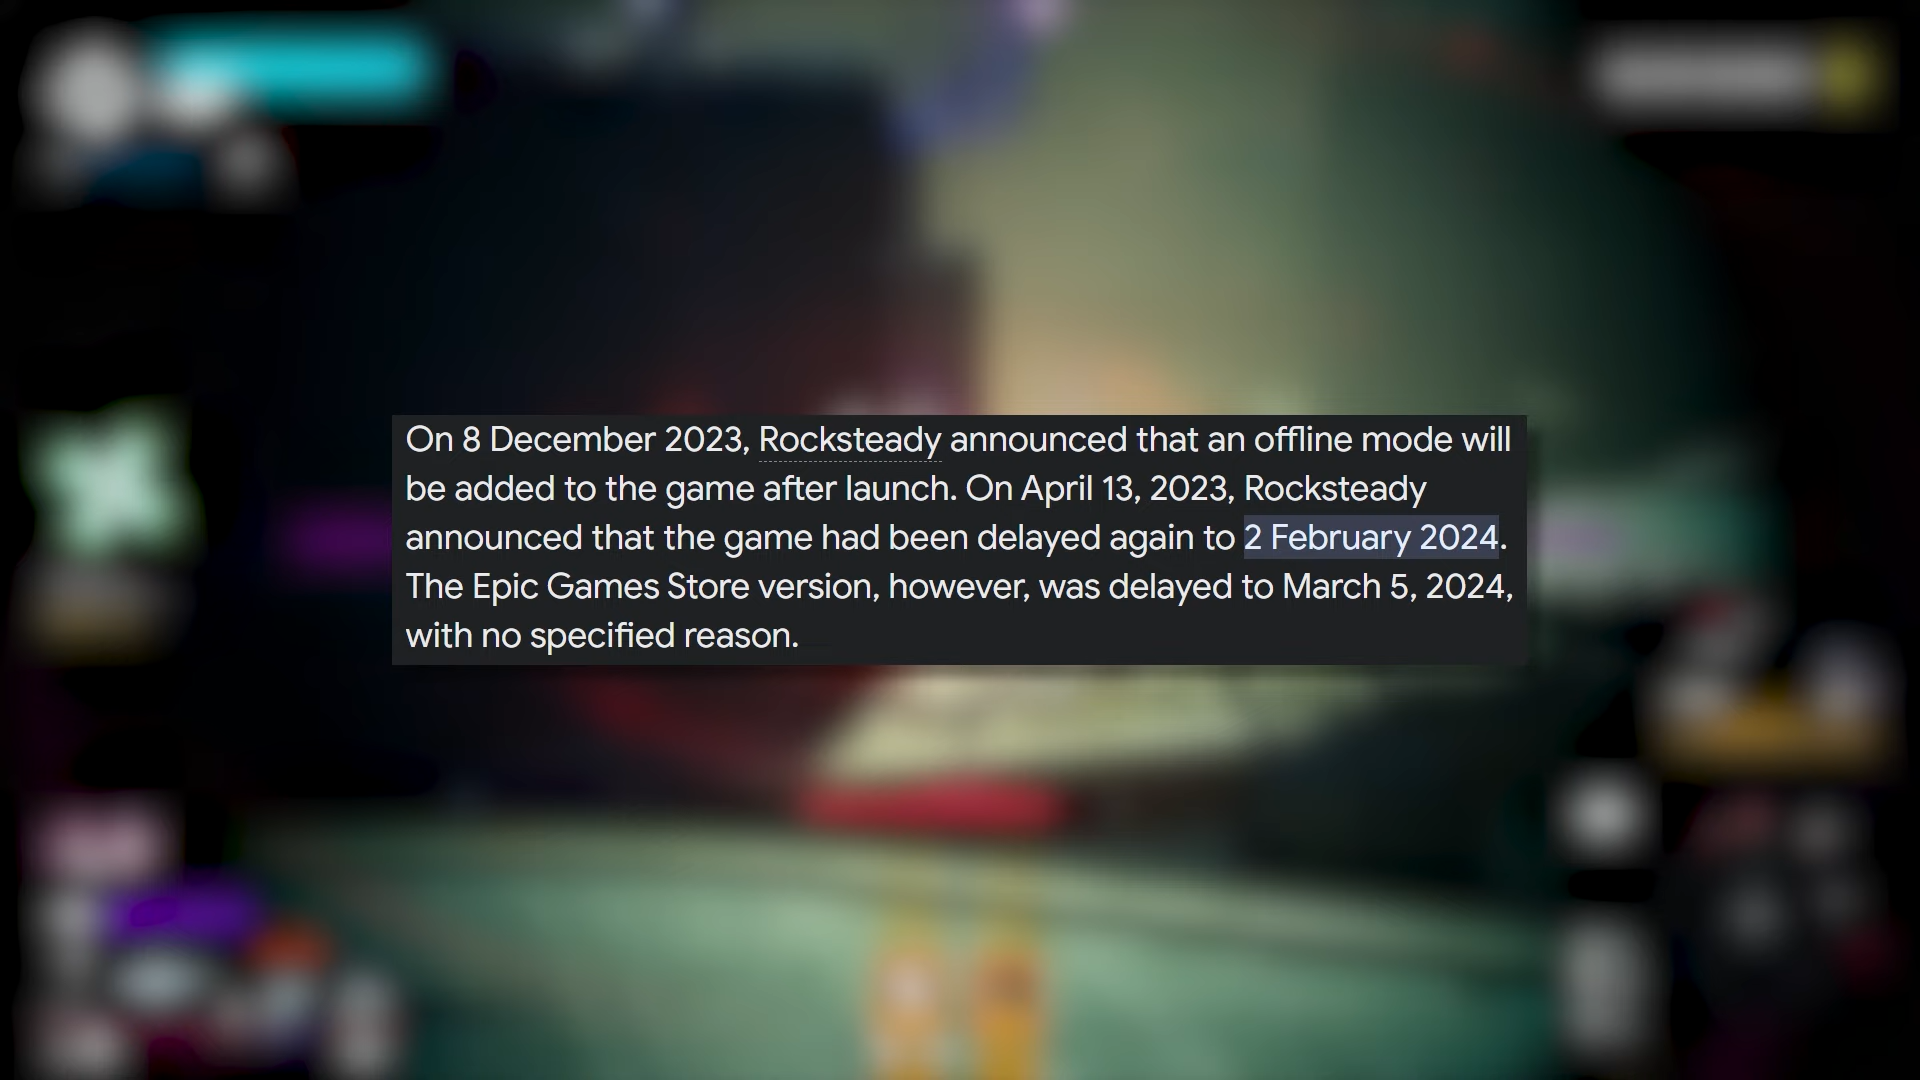 On 8 December 2023, Rocksteady announced that an offline mode will
be added to the game after launch. On April 13, 2023, Rocksteady
announced that the game had been delayed again to 2 February 2024.
The Epic Games Store version, however, was delayed to March 5, 2024,
with no specified reason.